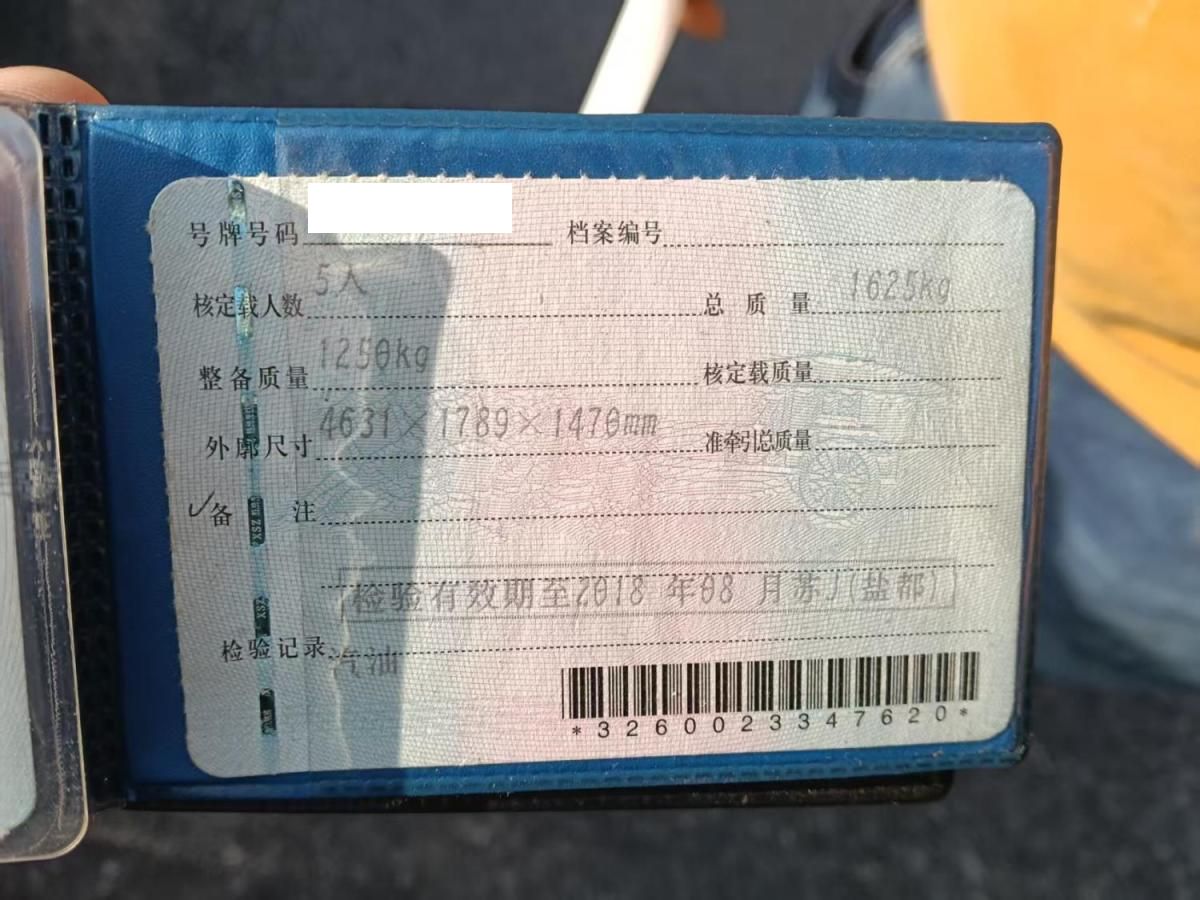 号牌号码 档案编号
5人 1625kg
核定载人数 总质量
1250kg
整备质量 核定载质量
4631×1789×1470mm
外廓尺寸 准牵引总质量
✓备注
检验有效期至2018 年08 月苏J(盐都)
检验记录
汽油
*3260023347620*
XSZ
XSZ